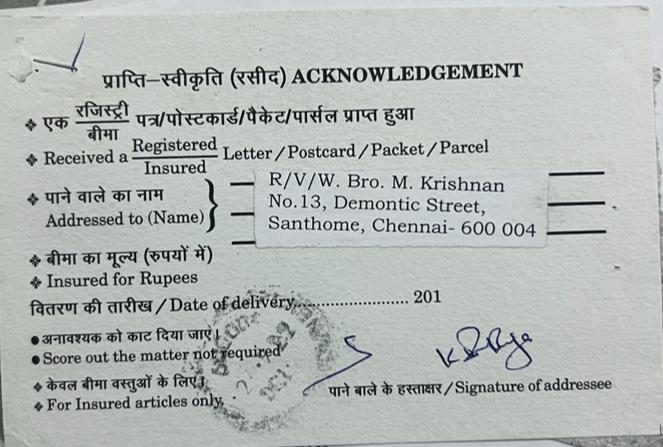 प्राप्ति–स्वीकृति (रसीद) ACKNOWLEDGEMENT
❖ एक रजिस्ट्री/बीमा पत्र/पोस्टकार्ड/पैकेट/पार्सल प्राप्त हुआ
❖ Received a Registered/Insured Letter/Postcard/Packet/Parcel
❖ पाने वाले का नाम
Addressed to (Name)
R/V/W. Bro. M. Krishnan
No.13, Demontic Street,
Santhome, Chennai- 600 004
❖ बीमा का मूल्य (रुपयों में)
❖ Insured for Rupees
वितरण की तारीख / Date of delivery........................ 201
● अनावश्यक को काट दिया जाए।
● Score out the matter not required
❖ केवल बीमा वस्तुओं के लिए।
❖ For Insured articles only.
पाने बाले के हस्ताक्षर/Signature of addressee